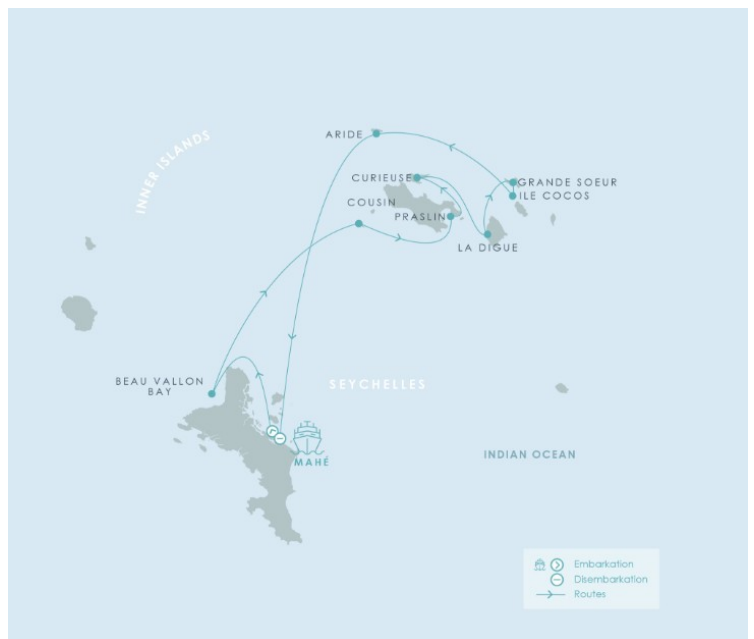 INNER ISLANDS
ARIDE
CURIEUSE
GRANDE SOEUR
ILE COCOS
COUSIN
PRASLIN
LA DIGUE
BEAU VALLON
BAY
SEYCHELLES
MAHÉ
INDIAN OCEAN
Embarkation
Disembarkation
Routes